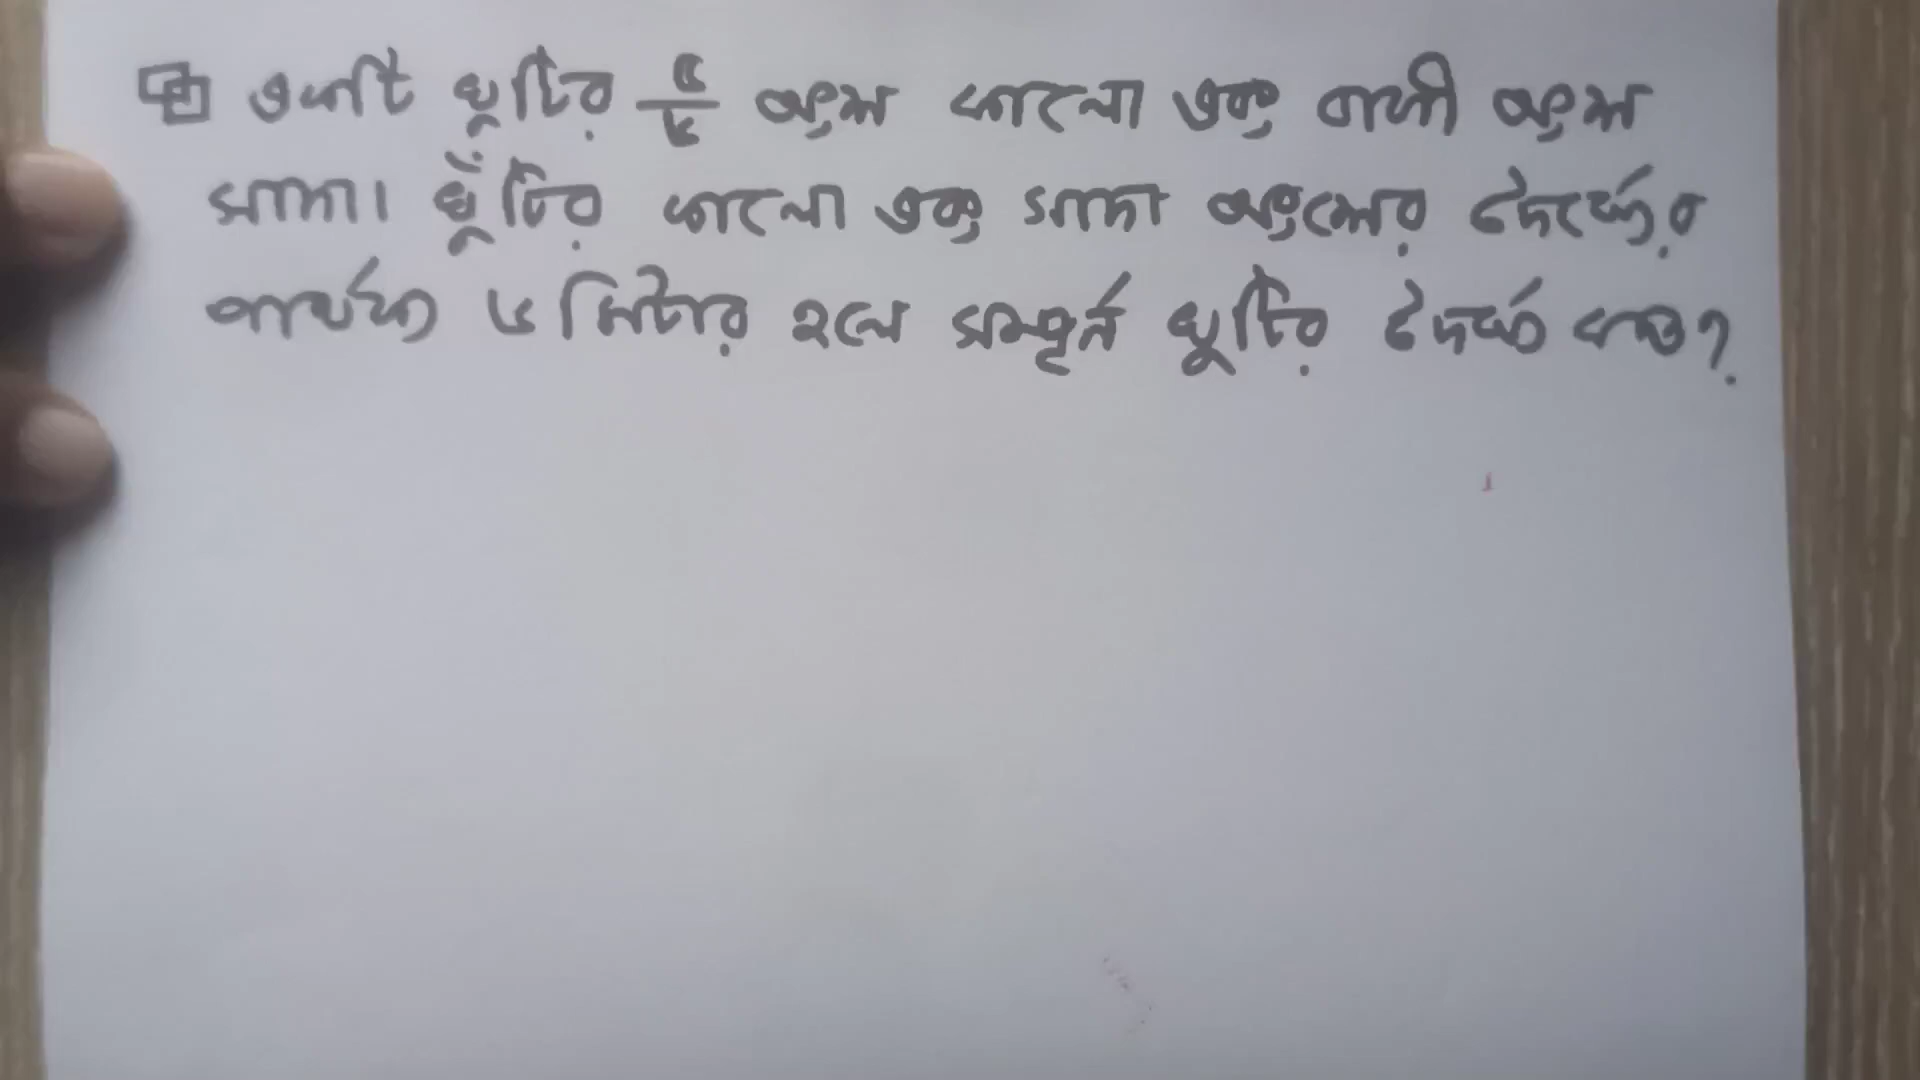 একটি খুটির ৫/৮ অংশ কালো এবং বাকী অংশ
সাদা। খুঁটির কালো এবং সাদা অংশের দৈর্ঘ্যের
পার্থক্য ৬ মিটার হলে সম্পূর্ন খুটির দৈর্ঘ্য কত?